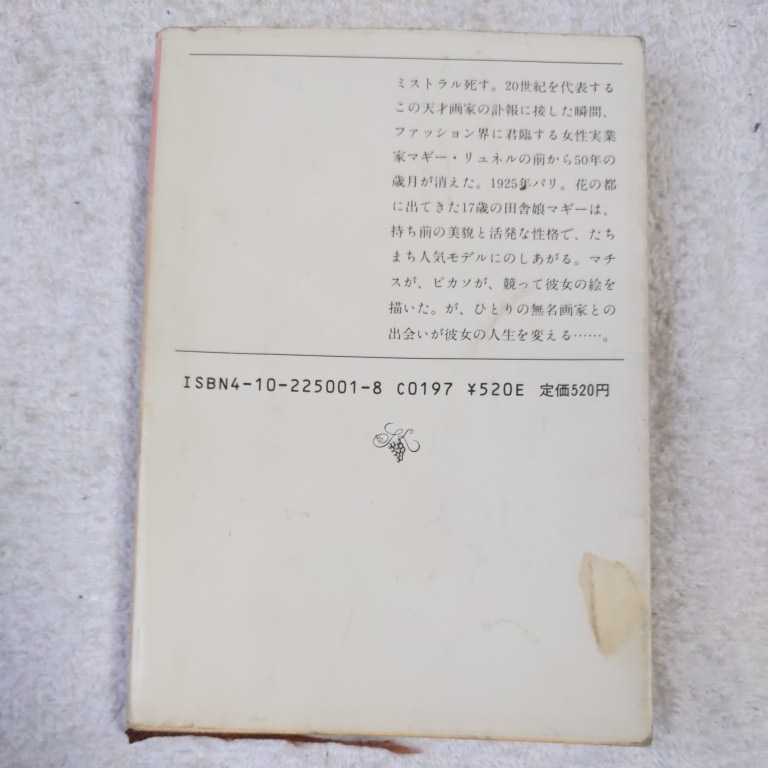 ミストラル死す。20世紀を代表する
この天才画家の訃報に接した瞬間、
ファッション界に君臨する女性実業
家マギー・リュネルの前から50年の
歳月が消えた。1925年パリ。花の都
に出てきた17歳の田舎娘マギーは、
持ち前の美貌と活発な性格で、たち
まち人気モデルにのしあがる。マチ
スが、ピカソが、競って彼女の絵を
描いた。が、ひとりの無名画家との
出会いが彼女の人生を変える……。
ISBN4-10-225001-8 C0197 ¥520E 定価520円